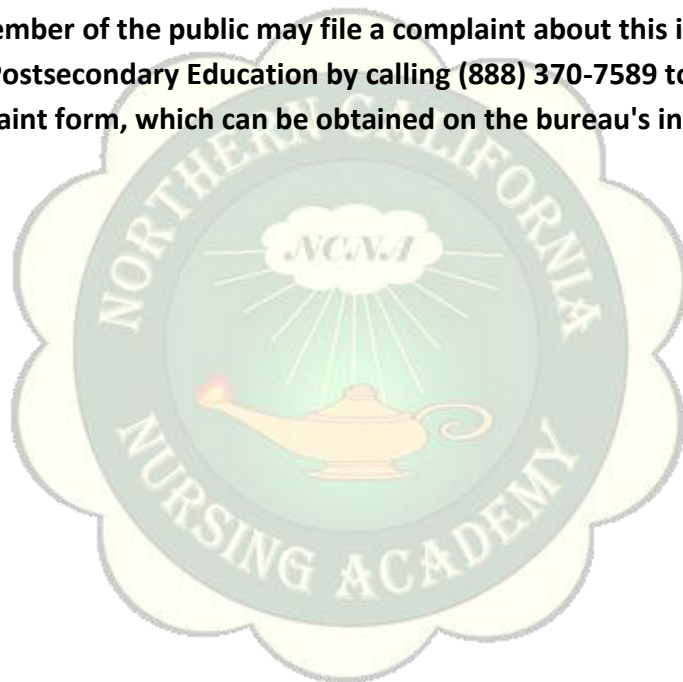 ember of the public may file a complaint about this i
Postsecondary Education by calling (888) 370-7589 to
aint form, which can be obtained on the bureau's in
NORTHERN CALIFORNIA
NCNA
NURSING ACADEMY